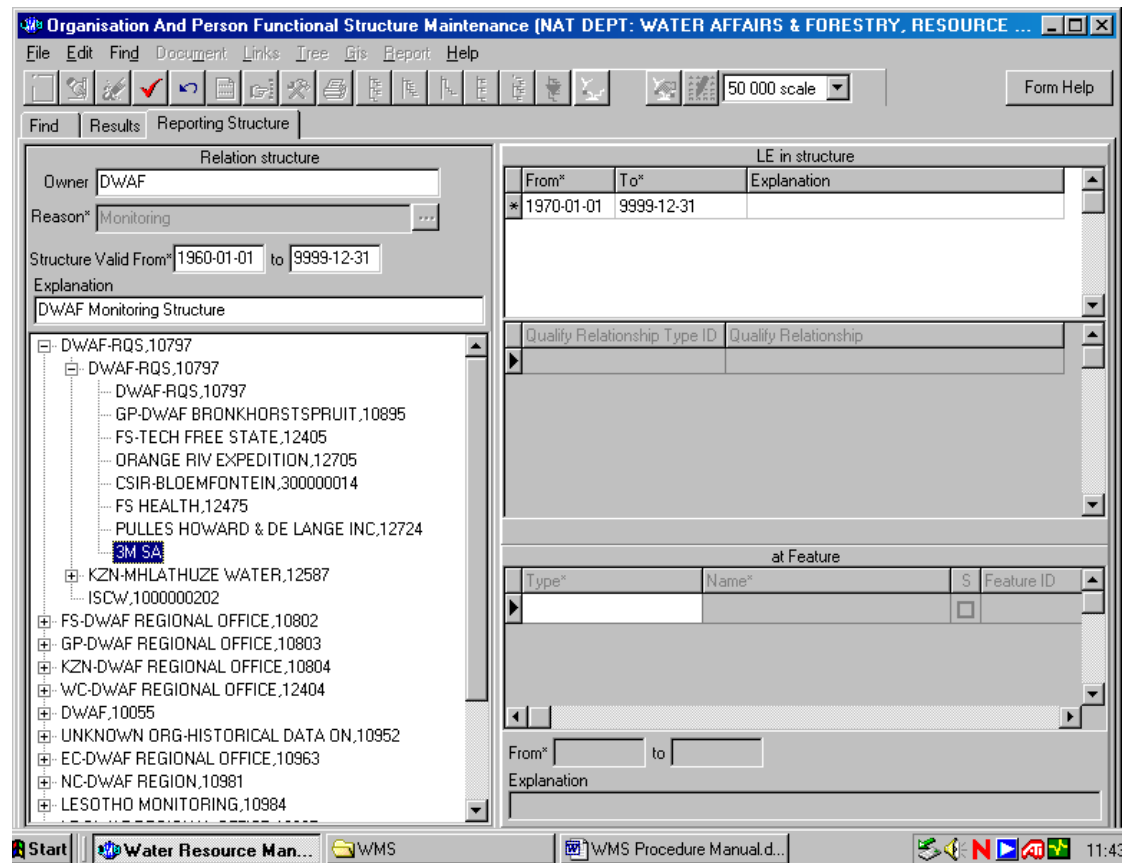 Organisation And Person Functional Structure Maintenance (NAT DEPT: WATER AFFAIRS & FORESTRY, RESOURCE ...
File Edit Find Document Links Tree Gis Report Help
50 000 scale Form Help
Find Results Reporting Structure
Relation structure
Owner DWAF
Reason* Monitoring ...
Structure Valid From* 1960-01-01 to 9999-12-31
Explanation
DWAF Monitoring Structure
DWAF-RQS,10797
DWAF-RQS,10797
DWAF-RQS,10797
GP-DWAF BRONKHORSTSPRUIT,10895
FS-TECH FREE STATE,12405
ORANGE RIV EXPEDITION,12705
CSIR-BLOEMFONTEIN,300000014
FS HEALTH,12475
PULLES HOWARD & DE LANGE INC,12724
3M SA
KZN-MHLATHUZE WATER,12587
ISCW,1000000202
FS-DWAF REGIONAL OFFICE,10802
GP-DWAF REGIONAL OFFICE,10803
KZN-DWAF REGIONAL OFFICE,10804
WC-DWAF REGIONAL OFFICE,12404
DWAF,10055
UNKNOWN ORG-HISTORICAL DATA ON,10952
EC-DWAF REGIONAL OFFICE,10963
NC-DWAF REGION,10981
LESOTHO MONITORING,10984
LE in structure
From* To* Explanation
* 1970-01-01 9999-12-31
Qualify Relationship Type ID Qualify Relationship
at Feature
Type* Name* S Feature ID
From* to
Explanation
Start Water Resource Man... WMS WMS Procedure Manual.d... N 11:43